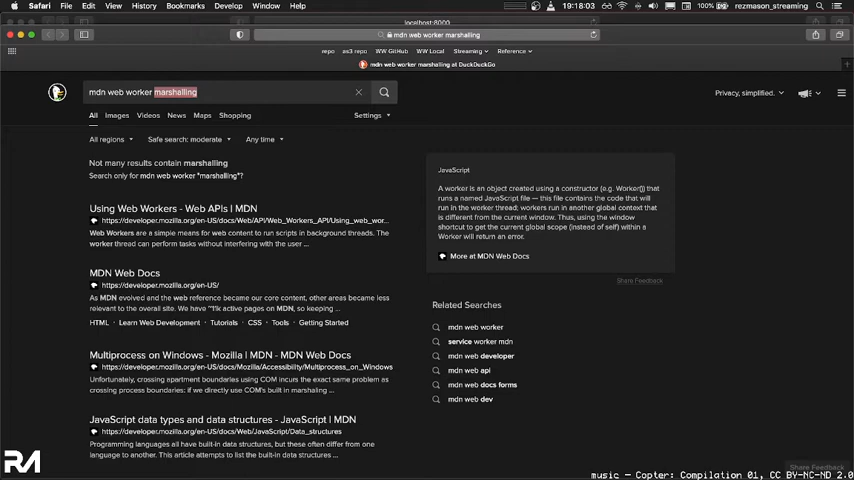 Safari File Edit View History Bookmarks Develop Window Help 100% 19:18:03 rezmason_streaming
localhost:8000
mdn web worker marshalling
repo as3 repo WW GitHub WW Local Streaming Reference
mdn web worker marshalling at DuckDuckGo
mdn web worker marshalling
Privacy, simplified.
All Images Videos News Maps Shopping Settings
All regions Safe search: moderate Any time
Not many results contain marshalling
Search only for mdn web worker "marshalling"?
Using Web Workers - Web APIs | MDN
https://developer.mozilla.org/en-US/docs/Web/API/Web_Workers_API/Using_web_wor...
Web Workers are a simple means for web content to run scripts in background threads. The
worker thread can perform tasks without interfering with the user ...
MDN Web Docs
https://developer.mozilla.org/en-US/
As MDN evolved and the web reference became our core content, other areas became less
relevant to the overall site. We have ~11k active pages on MDN, so keeping ...
HTML · Learn Web Development · Tutorials · CSS · Tools · Getting Started
Multiprocess on Windows - Mozilla | MDN - MDN Web Docs
https://developer.mozilla.org/en-US/docs/Mozilla/Accessibility/Multiprocess_on_Windows
Unfortunately, crossing apartment boundaries using COM incurs the exact same problem as
crossing process boundaries: if we directly use COM's built in marshaling ...
JavaScript data types and data structures - JavaScript | MDN
https://developer.mozilla.org/en-US/docs/Web/JavaScript/Data_structures
Programming languages all have built-in data structures, but these often differ from one
language to another. This article attempts to list the built-in data structures ...
JavaScript
A worker is an object created using a constructor (e.g. Worker()) that
runs a named JavaScript file — this file contains the code that will
run in the worker thread; workers run in another global context that
is different from the current window. Thus, using the window
shortcut to get the current global scope (instead of self) within a
Worker will return an error.
More at MDN Web Docs
Share Feedback
Related Searches
mdn web worker
service worker mdn
mdn web developer
mdn web api
mdn web docs forms
mdn web dev
Share Feedback
RM
music - Copter: Compilation 01, CC BY-NC-ND 2.0